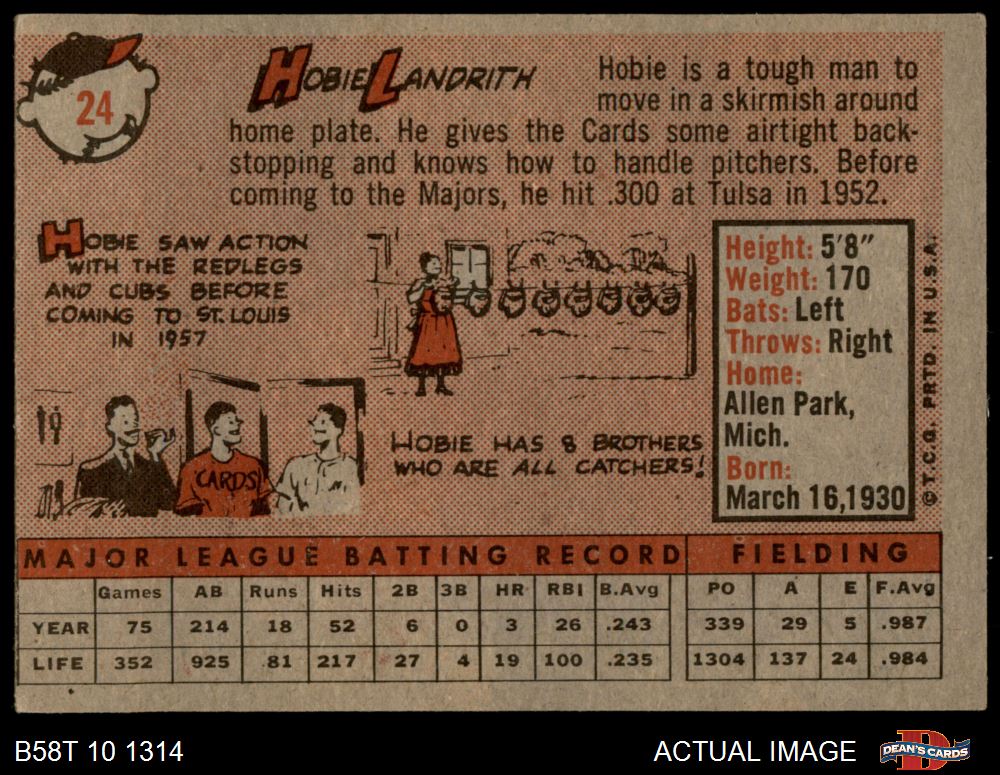 24
HOBIE LANDRITH
Hobie is a tough man to
move in a skirmish around
home plate. He gives the Cards some airtight back-
stopping and knows how to handle pitchers. Before
coming to the Majors, he hit .300 at Tulsa in 1952.
HOBIE SAW ACTION
WITH THE REDLEGS
AND CUBS BEFORE
COMING TO ST. LOUIS
IN 1957
CARDS
HOBIE HAS 8 BROTHERS
WHO ARE ALL CATCHERS!
Height: 5'8"
Weight: 170
Bats: Left
Throws: Right
Home:
Allen Park,
Mich.
Born:
March 16,1930
© T.C.G. PRTD. IN U.S.A.
MAJOR LEAGUE BATTING RECORD FIELDING
Games AB Runs Hits 2B 3B HR RBI B.Avg PO A E F.Avg
YEAR 75 214 18 52 6 0 3 26 .243 339 29 5 .987
LIFE 352 925 81 217 27 4 19 100 .235 1304 137 24 .984
B58T 10 1314
ACTUAL IMAGE
DEAN'S CARDS